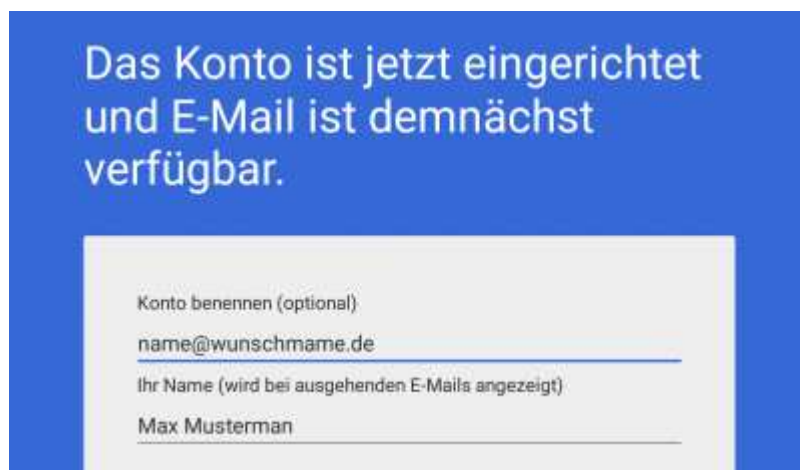 Das Konto ist jetzt eingerichtet
und E-Mail ist demnächst
verfügbar.
Konto benennen (optional)
name@wunschmame.de
Ihr Name (wird bei ausgehenden E-Mails angezeigt)
Max Musterman